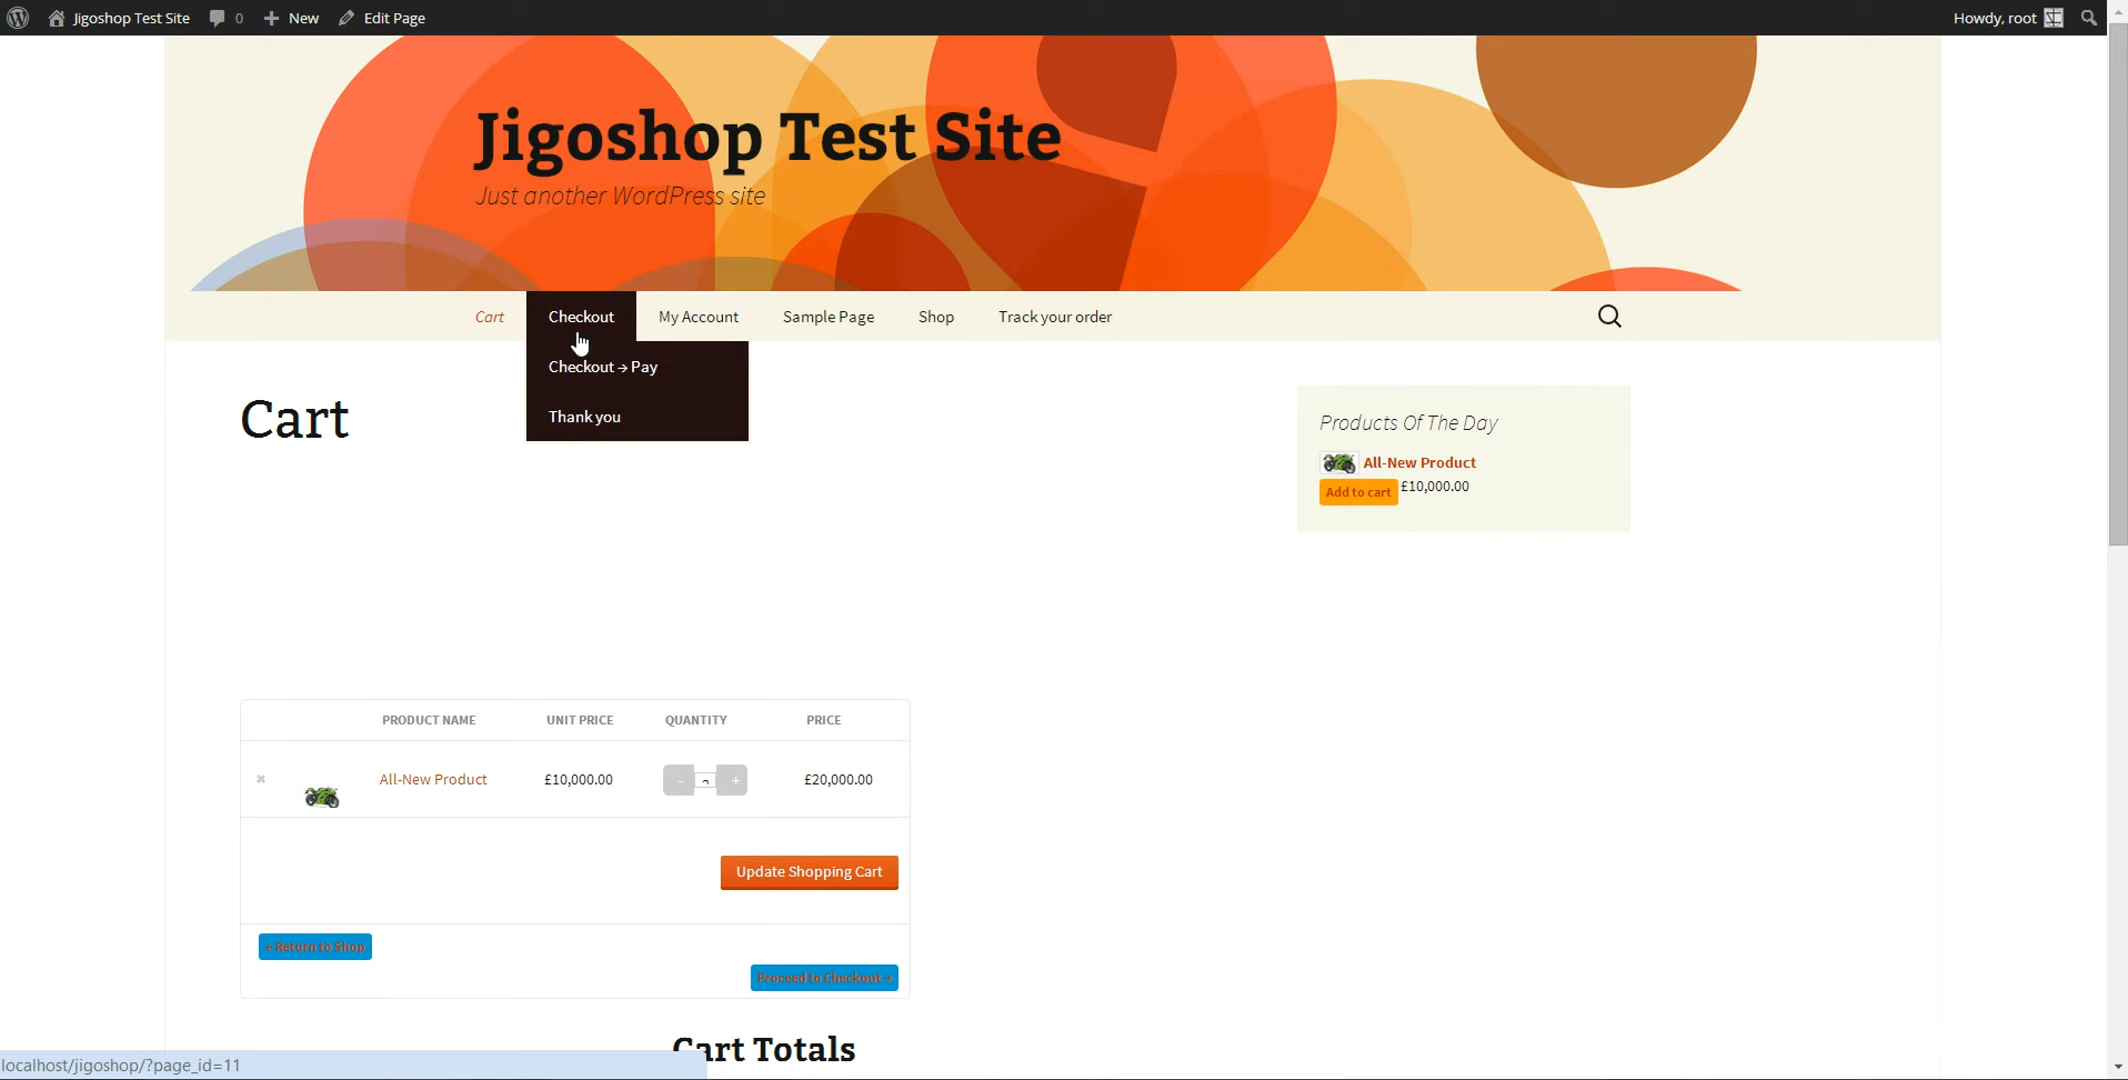 Jigoshop Test Site 0 New Edit Page Howdy, root
Jigoshop Test Site
Just another WordPress site
Cart Checkout My Account Sample Page Shop Track your order
Checkout → Pay
Thank you
Cart
Products Of The Day
All-New Product
Add to cart £10,000.00
PRODUCT NAME UNIT PRICE QUANTITY PRICE
✖ All-New Product £10,000.00 - + £20,000.00
Update Shopping Cart
← Return to Shop
Proceed to Checkout →
Cart Totals
localhost/jigoshop/?page_id=11